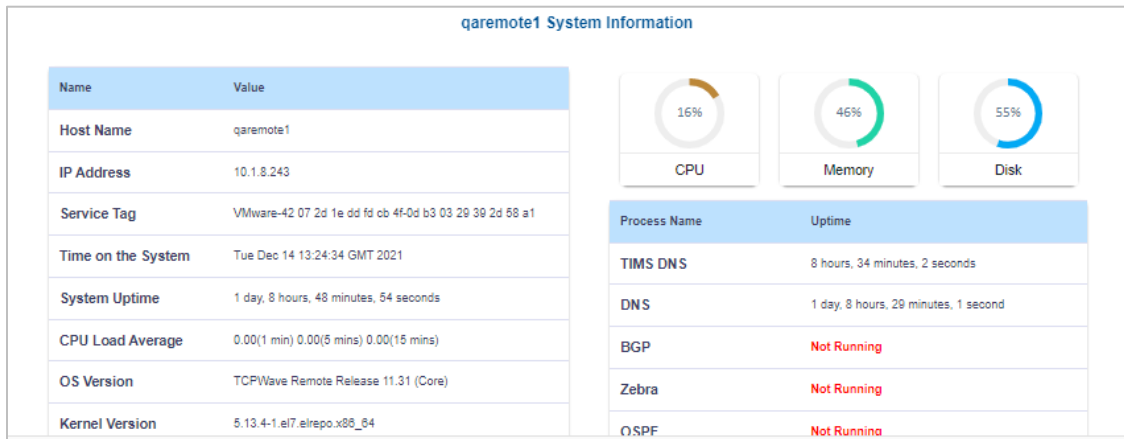 qaremote1 System Information
Name Value
Host Name qaremote1
IP Address 10.1.8.243
Service Tag VMware-42 07 2d 1e dd fd cb 4f-0d b3 03 29 39 2d 58 a1
Time on the System Tue Dec 14 13:24:34 GMT 2021
System Uptime 1 day, 8 hours, 48 minutes, 54 seconds
CPU Load Average 0.00(1 min) 0.00(5 mins) 0.00(15 mins)
OS Version TCPWave Remote Release 11.31 (Core)
Kernel Version 5.13.4-1.el7.elrepo.x86_64
16% 46% 55%
CPU Memory Disk
Process Name Uptime
TIMS DNS 8 hours, 34 minutes, 2 seconds
DNS 1 day, 8 hours, 29 minutes, 1 second
BGP Not Running
Zebra Not Running
OSPF Not Running